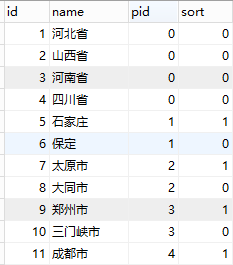 id name pid sort
1 河北省 0 0
2 山西省 0 0
3 河南省 0 0
4 四川省 0 0
5 石家庄 1 1
6 保定 1 0
7 太原市 2 1
8 大同市 2 0
9 郑州市 3 1
10 三门峡市 3 0
11 成都市 4 1